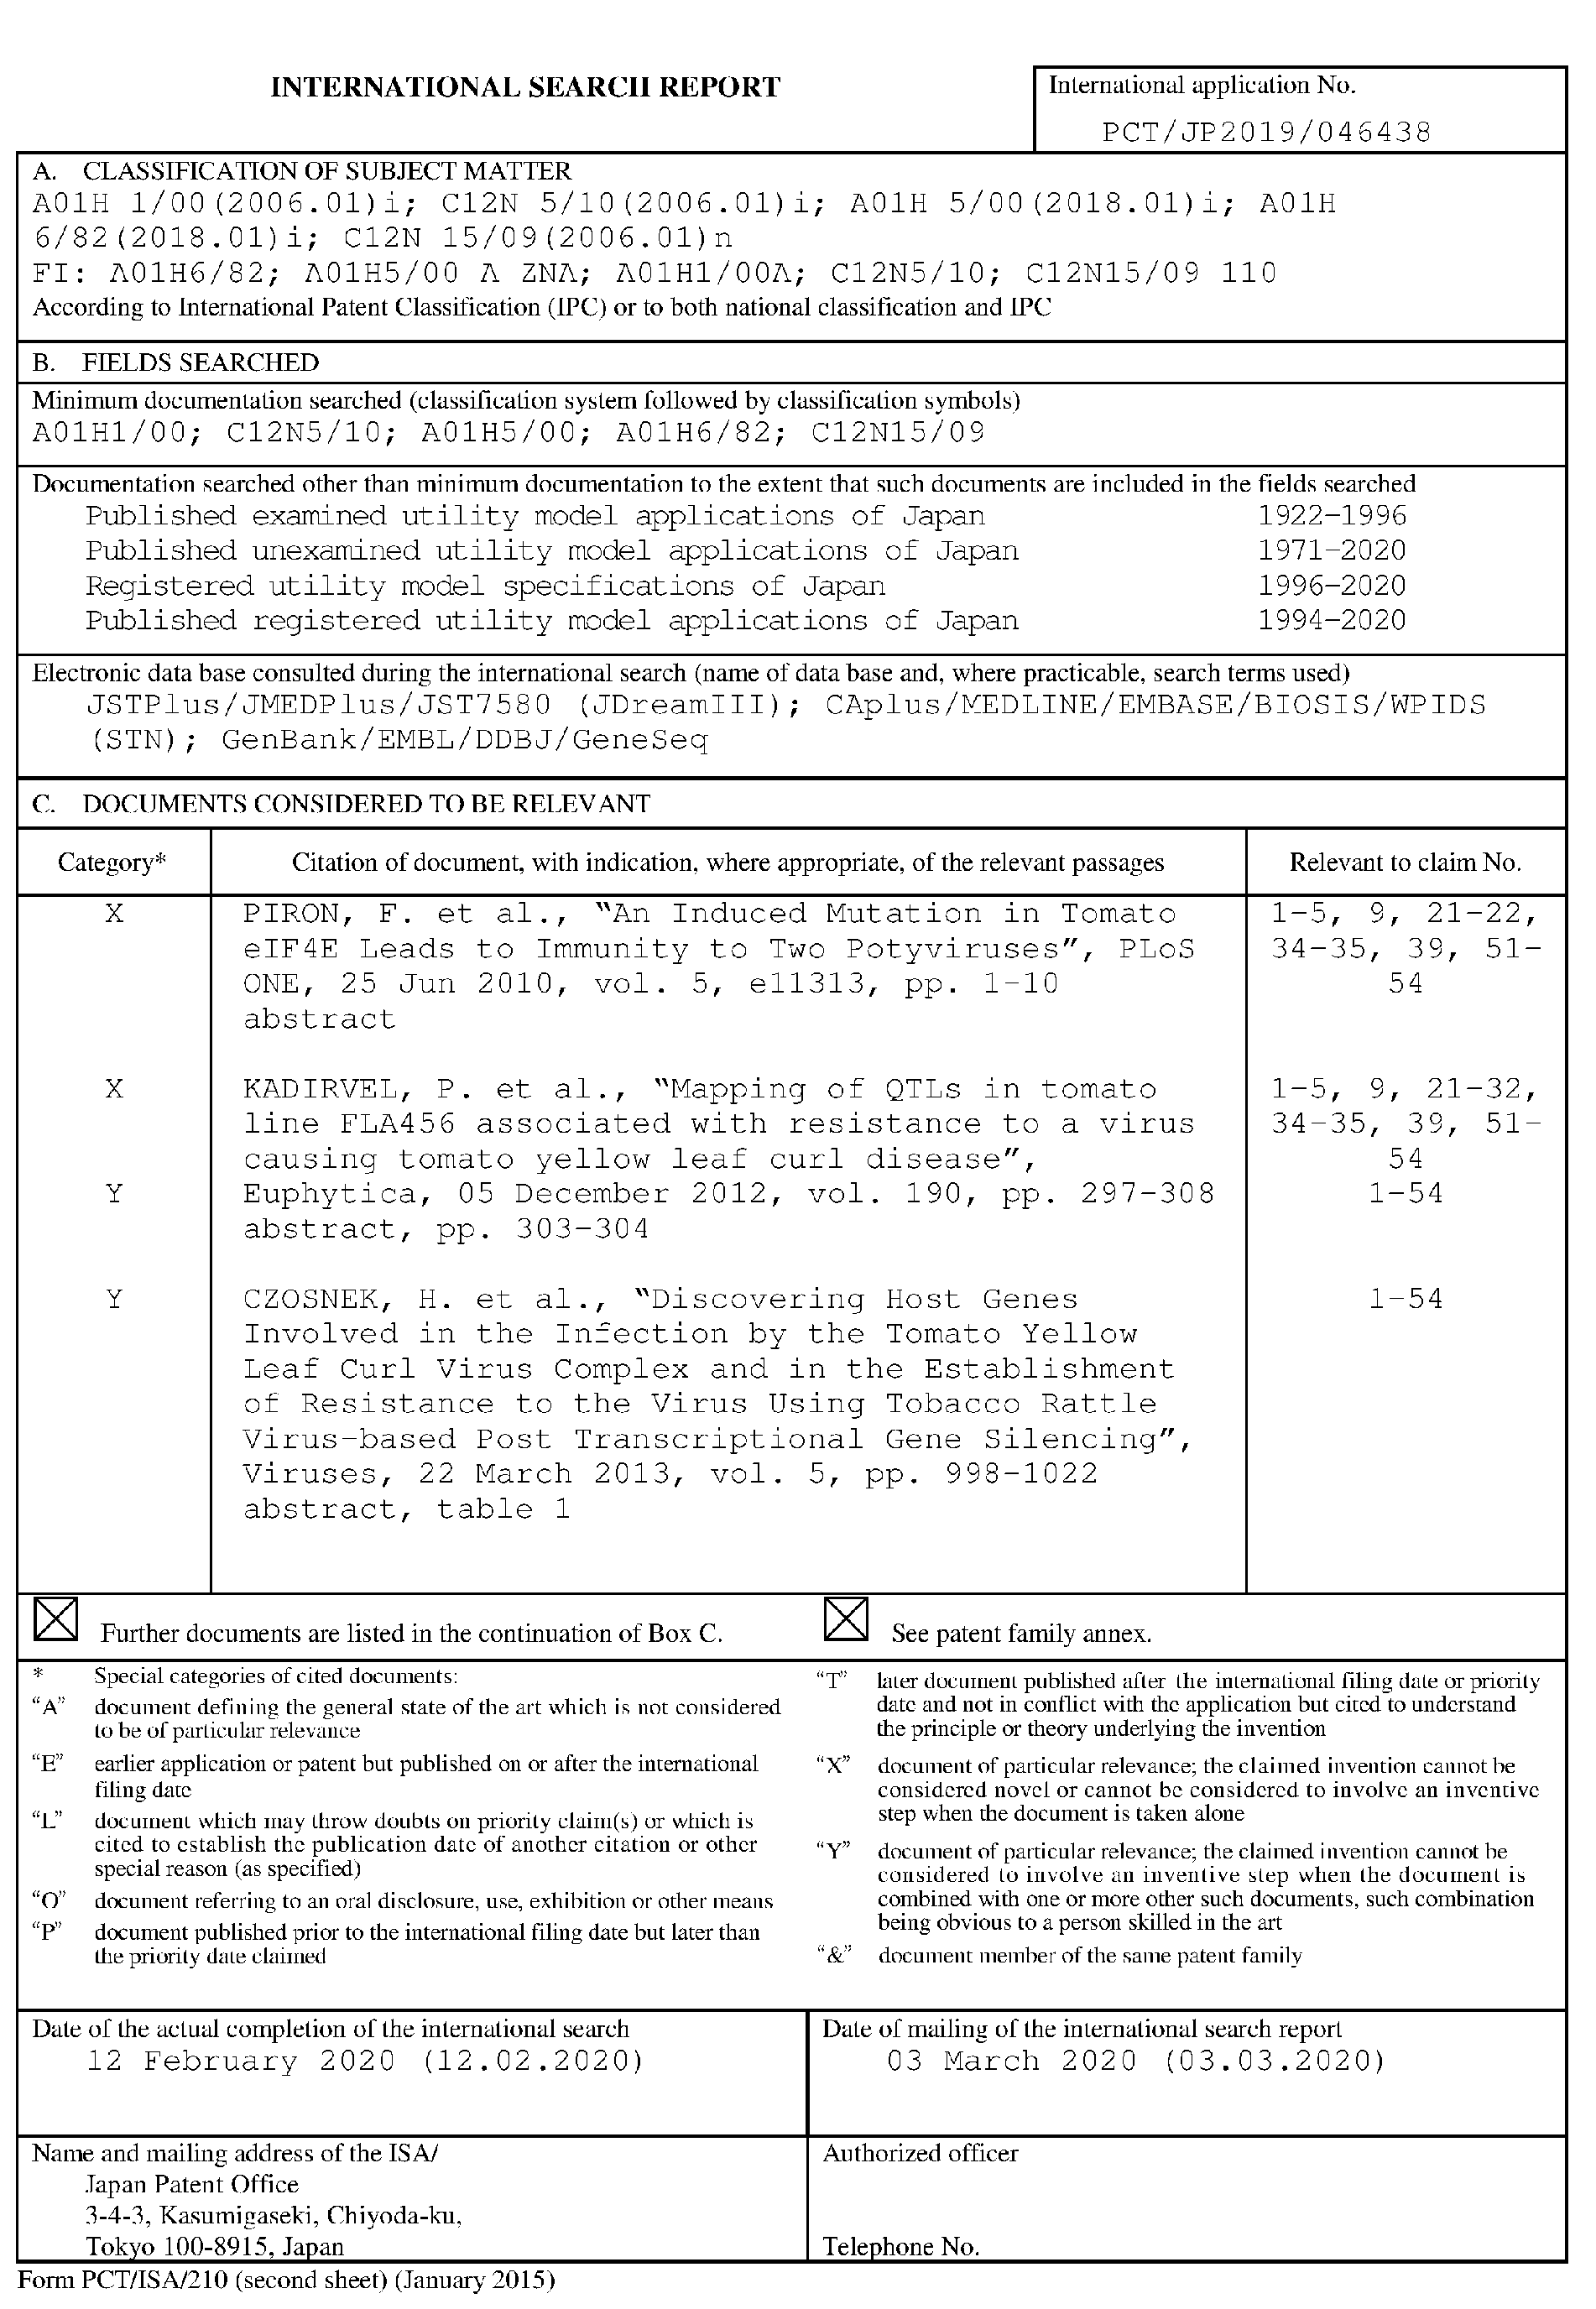 INTERNATIONAL SEARCH REPORT
International application No.
PCT/JP2019/046438
A. CLASSIFICATION OF SUBJECT MATTER
A01H 1/00(2006.01)i; C12N 5/10(2006.01)i; A01H 5/00(2018.01)i; A01H
6/82(2018.01)i; C12N 15/09(2006.01)n
FI: A01H6/82; A01H5/00 A ZNA; A01H1/00A; C12N5/10; C12N15/09 110
According to International Patent Classification (IPC) or to both national classification and IPC
B. FIELDS SEARCHED
Minimum documentation searched (classification system followed by classification symbols)
A01H1/00; C12N5/10; A01H5/00; A01H6/82; C12N15/09
Documentation searched other than minimum documentation to the extent that such documents are included in the fields searched
Published examined utility model applications of Japan 1922-1996
Published unexamined utility model applications of Japan 1971-2020
Registered utility model specifications of Japan 1996-2020
Published registered utility model applications of Japan 1994-2020
Electronic data base consulted during the international search (name of data base and, where practicable, search terms used)
JSTPlus/JMEDPlus/JST7580 (JDreamIII); CAplus/MEDLINE/EMBASE/BIOSIS/WPIDS
(STN); GenBank/EMBL/DDBJ/GeneSeq
C. DOCUMENTS CONSIDERED TO BE RELEVANT
Category* Citation of document, with indication, where appropriate, of the relevant passages Relevant to claim No.
X PIRON, F. et al., "An Induced Mutation in Tomato 1-5, 9, 21-22,
eIF4E Leads to Immunity to Two Potyviruses", PLoS 34-35, 39, 51-
ONE, 25 Jun 2010, vol. 5, e11313, pp. 1-10 54
abstract
X KADIRVEL, P. et al., "Mapping of QTLs in tomato 1-5, 9, 21-32,
line FLA456 associated with resistance to a virus 34-35, 39, 51-
causing tomato yellow leaf curl disease", 54
Y Euphytica, 05 December 2012, vol. 190, pp. 297-308 1-54
abstract, pp. 303-304
Y CZOSNEK, H. et al., "Discovering Host Genes 1-54
Involved in the Infection by the Tomato Yellow
Leaf Curl Virus Complex and in the Establishment
of Resistance to the Virus Using Tobacco Rattle
Virus-based Post Transcriptional Gene Silencing",
Viruses, 22 March 2013, vol. 5, pp. 998-1022
abstract, table 1
Further documents are listed in the continuation of Box C.
See patent family annex.
* Special categories of cited documents:
"A" document defining the general state of the art which is not considered
to be of particular relevance
"E" earlier application or patent but published on or after the international
filing date
"L" document which may throw doubts on priority claim(s) or which is
cited to establish the publication date of another citation or other
special reason (as specified)
"O" document referring to an oral disclosure, use, exhibition or other means
"P" document published prior to the international filing date but later than
the priority date claimed
"T" later document published after the international filing date or priority
date and not in conflict with the application but cited to understand
the principle or theory underlying the invention
"X" document of particular relevance; the claimed invention cannot be
considered novel or cannot be considered to involve an inventive
step when the document is taken alone
"Y" document of particular relevance; the claimed invention cannot be
considered to involve an inventive step when the document is
combined with one or more other such documents, such combination
being obvious to a person skilled in the art
"&" document member of the same patent family
Date of the actual completion of the international search
12 February 2020 (12.02.2020)
Date of mailing of the international search report
03 March 2020 (03.03.2020)
Name and mailing address of the ISA/
Japan Patent Office
3-4-3, Kasumigaseki, Chiyoda-ku,
Tokyo 100-8915, Japan
Authorized officer
Telephone No.
Form PCT/ISA/210 (second sheet) (January 2015)